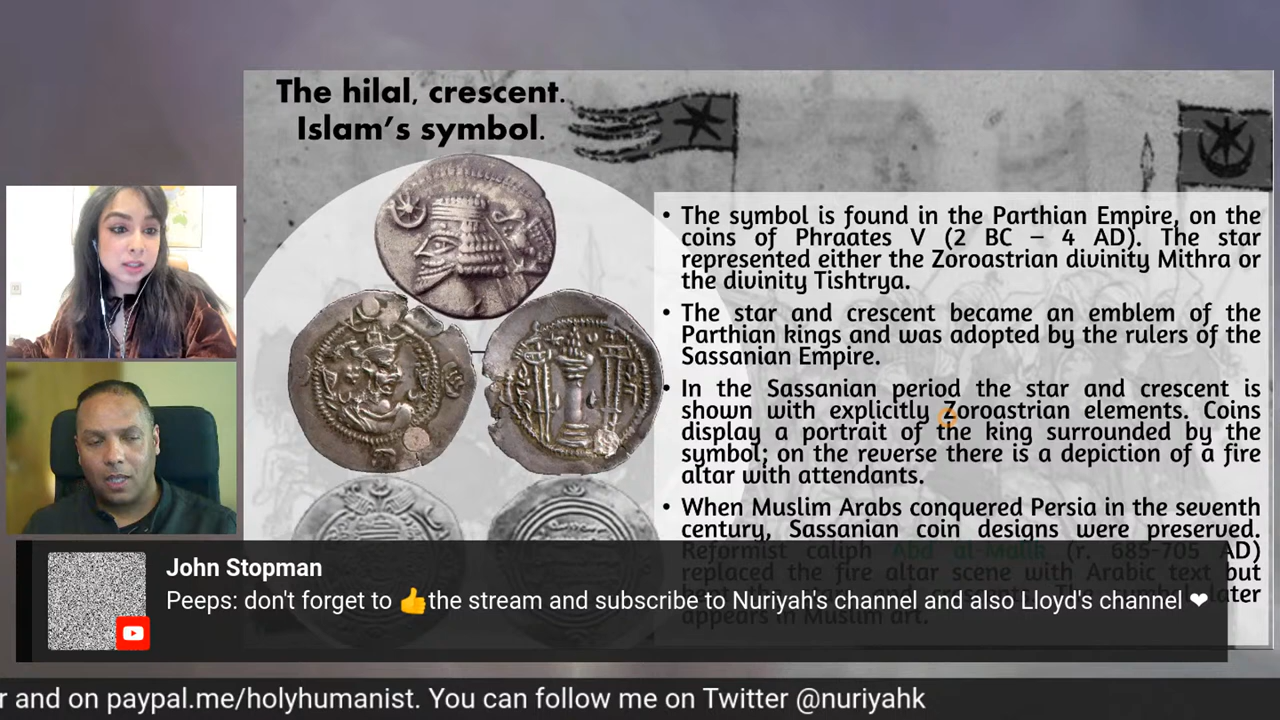 The hilal, crescent.
Islam's symbol.
• The symbol is found in the Parthian Empire, on the
coins of Phraates V (2 BC – 4 AD). The star
represented either the Zoroastrian divinity Mithra or
the divinity Tishtrya.
• The star and crescent became an emblem of the
Parthian kings and was adopted by the rulers of the
Sassanian Empire.
• In the Sassanian period the star and crescent is
shown with explicitly Zoroastrian elements. Coins
display a portrait of the king surrounded by the
symbol; on the reverse there is a depiction of a fire
altar with attendants.
• When Muslim Arabs conquered Persia in the seventh
century, Sassanian coin designs were preserved.
Reformist caliph Abd al-Malik (r. 685-705 AD)
replaced the fire altar scene with Arabic text but
later
appears in Muslim art.
John Stopman
Peeps: don't forget to 👍the stream and subscribe to Nuriyah's channel and also Lloyd's channel ❤
r and on paypal.me/holyhumanist. You can follow me on Twitter @nuriyahk